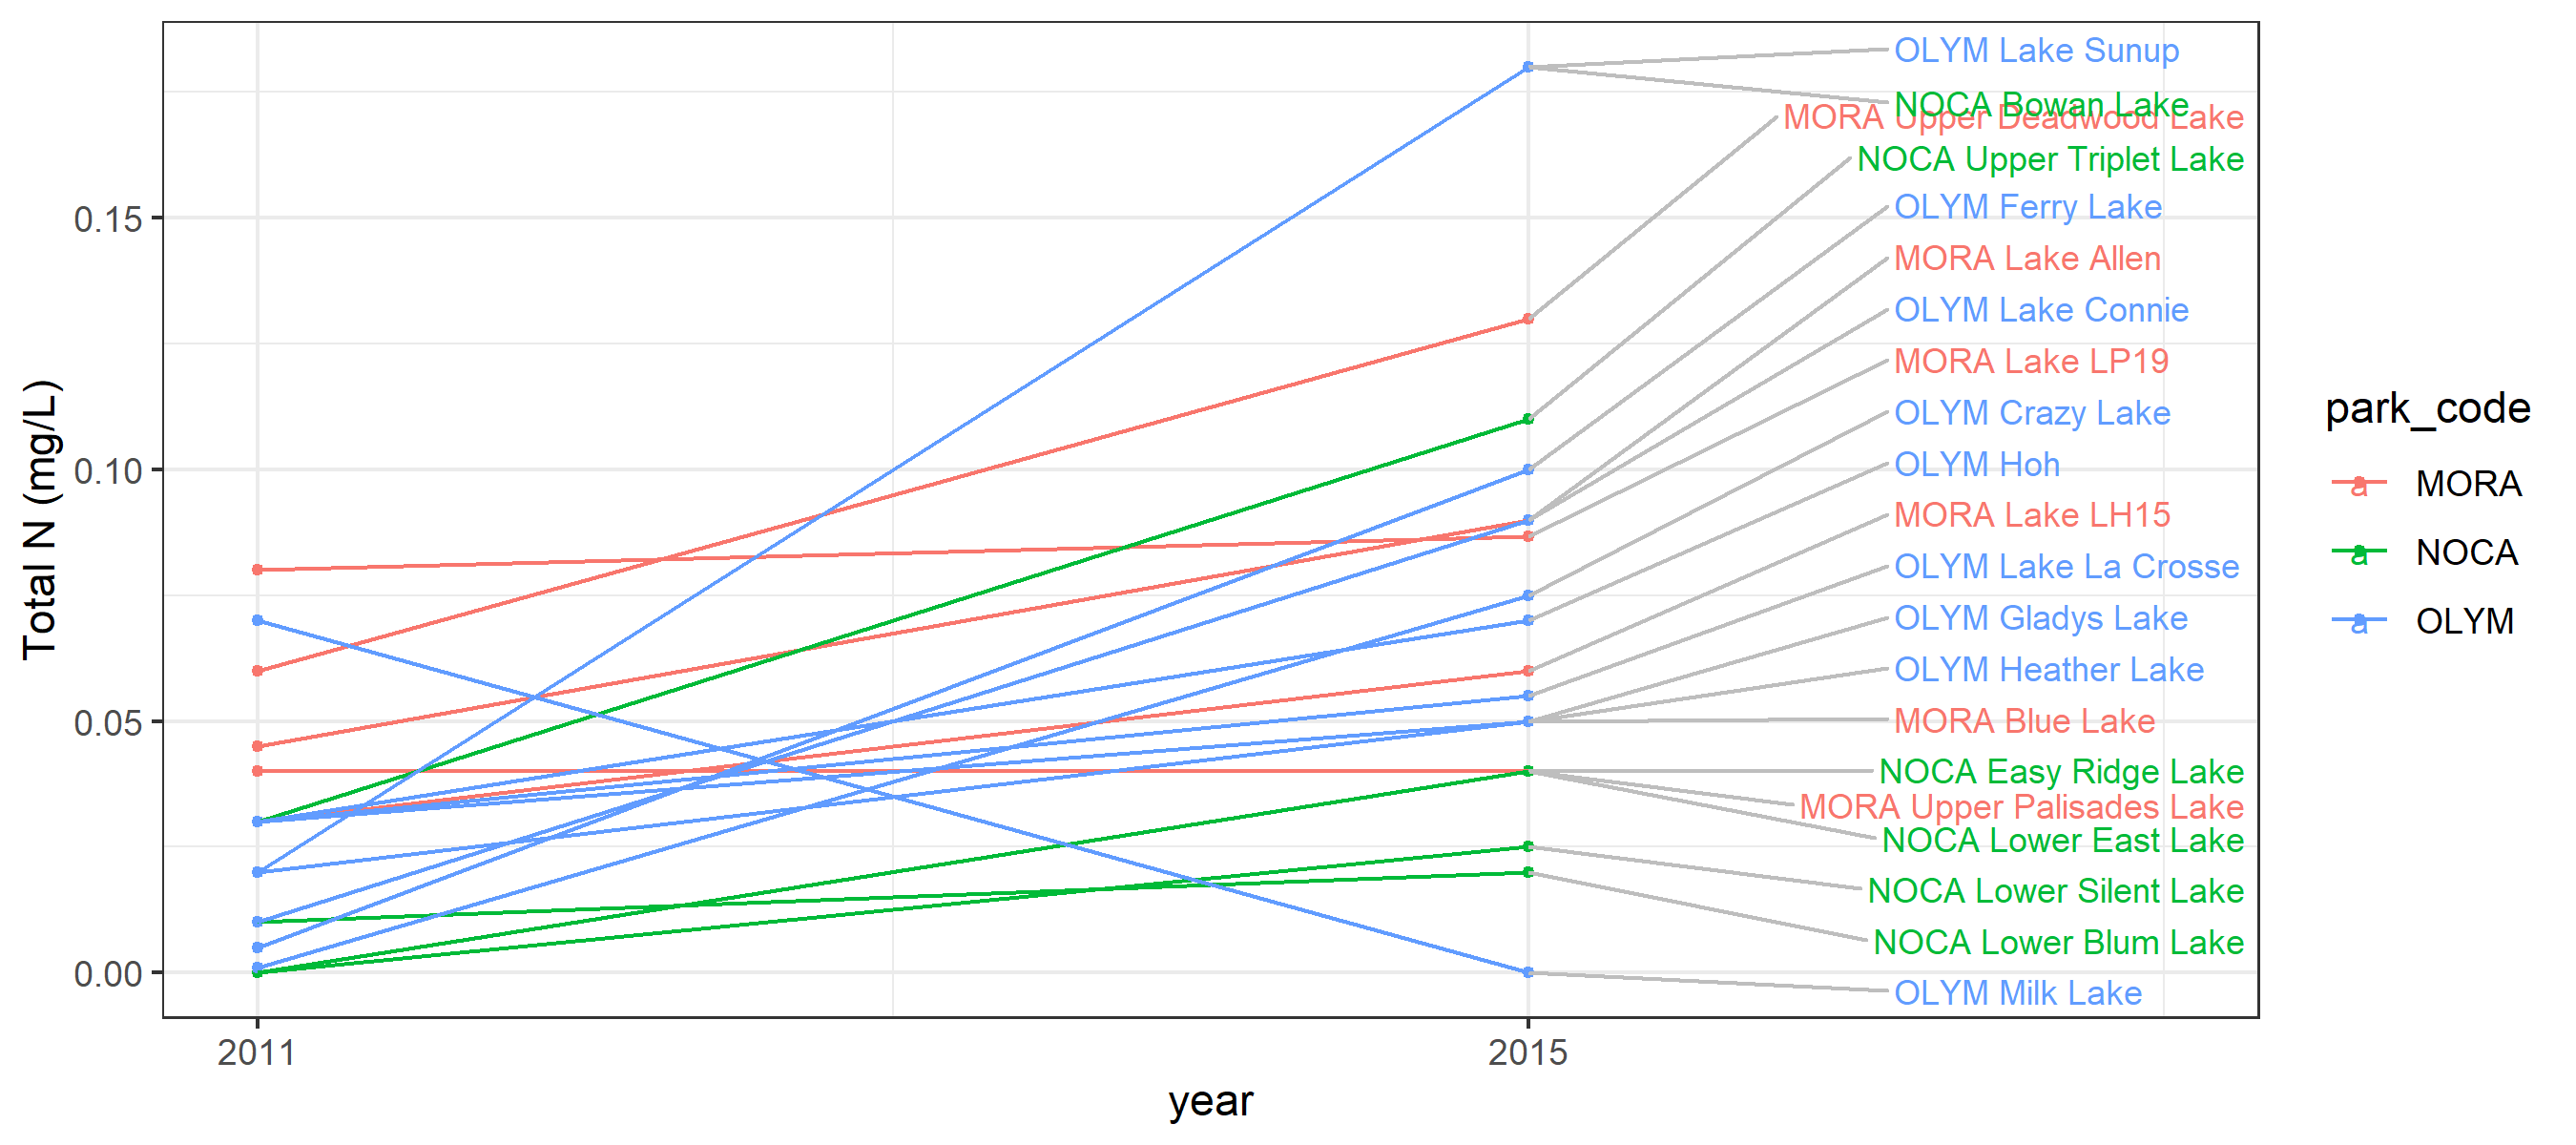 Total N (mg/L)
0.15
0.10
0.05
0.00
2011
2015
year
OLYM Lake Sunup
NOCA Bowan Lake
MORA Upper Deadwood Lake
NOCA Upper Triplet Lake
OLYM Ferry Lake
MORA Lake Allen
OLYM Lake Connie
MORA Lake LP19
OLYM Crazy Lake
OLYM Hoh
MORA Lake LH15
OLYM Lake La Crosse
OLYM Gladys Lake
OLYM Heather Lake
MORA Blue Lake
NOCA Easy Ridge Lake
MORA Upper Palisades Lake
NOCA Lower East Lake
NOCA Lower Silent Lake
NOCA Lower Blum Lake
OLYM Milk Lake
park_code
a MORA
a NOCA
a OLYM